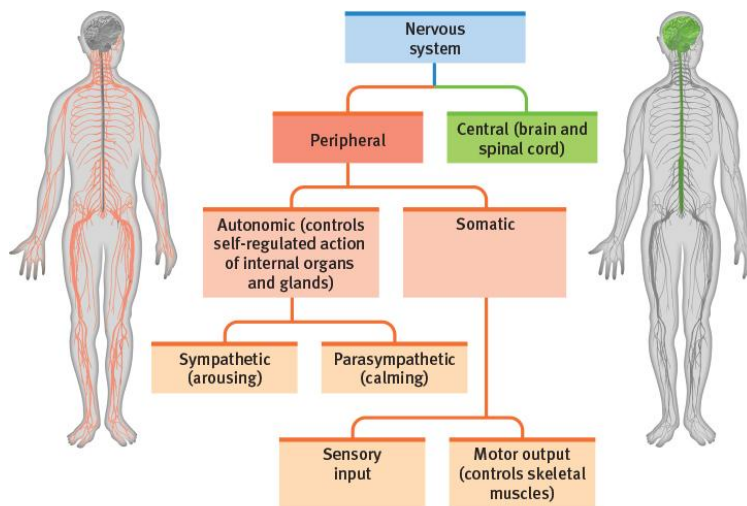 Nervous
system
Peripheral
Central (brain and
spinal cord)
Autonomic (controls
self-regulated action
of internal organs
and glands)
Somatic
Sympathetic
(arousing)
Parasympathetic
(calming)
Sensory
input
Motor output
(controls skeletal
muscles)